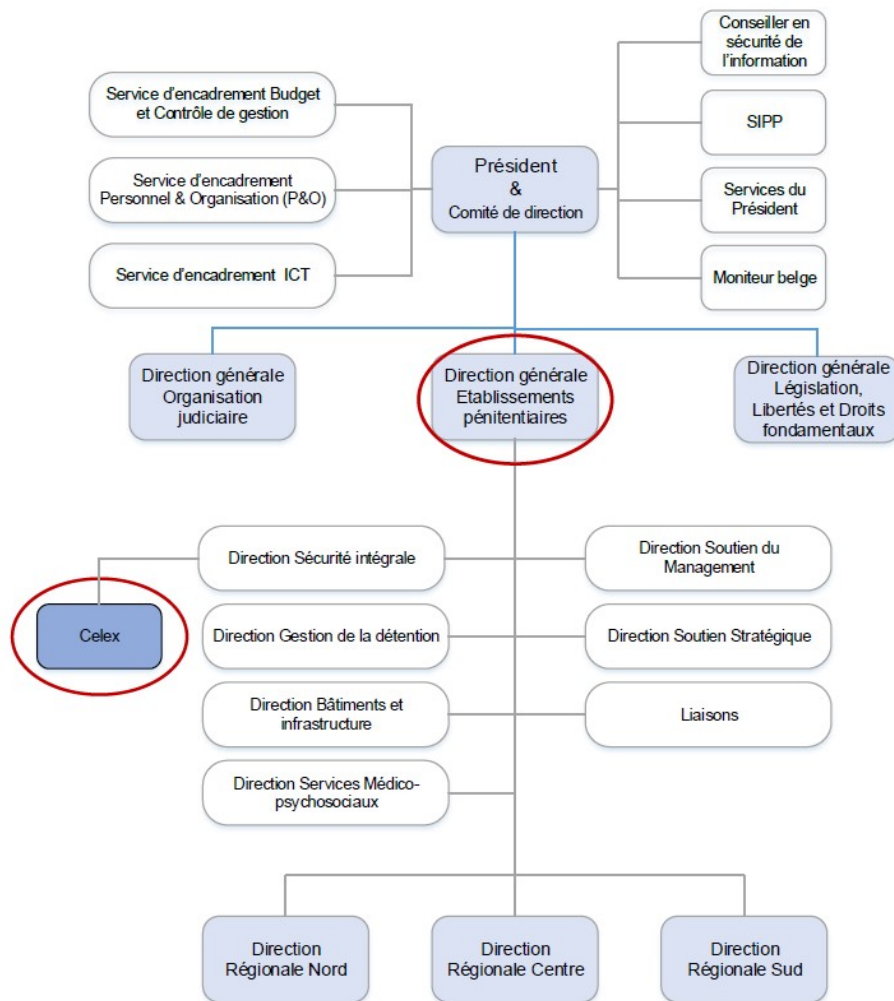 Conseiller en
sécurité de
l'information
Service d'encadrement Budget
et Contrôle de gestion
SIPP
Président
&
Comité de direction
Service d'encadrement
Personnel & Organisation (P&O)
Services du
Président
Service d'encadrement ICT
Moniteur belge
Direction générale
Organisation
judiciaire
Direction générale
Etablissements
pénitentiaires
Direction générale
Législation,
Libertés et Droits
fondamentaux
Direction Sécurité intégrale
Direction Soutien du
Management
Celex
Direction Gestion de la détention
Direction Soutien Stratégique
Direction Bâtiments et
infrastructure
Liaisons
Direction Services Médico-
psychosociaux
Direction
Régionale Nord
Direction
Régionale Centre
Direction
Régionale Sud